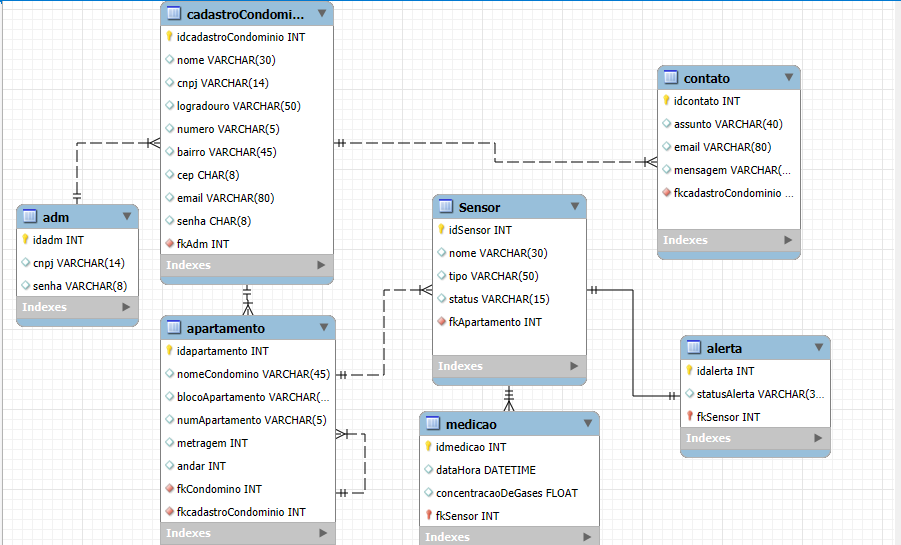 cadastroCondomi...
idcadastroCondominio INT
nome VARCHAR(30)
cnpj VARCHAR(14)
logradouro VARCHAR(50)
numero VARCHAR(5)
bairro VARCHAR(45)
cep CHAR(8)
email VARCHAR(80)
senha CHAR(8)
fkAdm INT
Indexes
contato
idcontato INT
assunto VARCHAR(40)
email VARCHAR(80)
mensagem VARCHAR(...
fkcadastroCondominio ...
Indexes
adm
idadm INT
cnpj VARCHAR(14)
senha VARCHAR(8)
Indexes
Sensor
idSensor INT
nome VARCHAR(30)
tipo VARCHAR(50)
status VARCHAR(15)
fkApartamento INT
Indexes
apartamento
idapartamento INT
nomeCondomino VARCHAR(45)
blocoApartamento VARCHAR(...
numApartamento VARCHAR(5)
metragem INT
andar INT
fkCondomino INT
fkcadastroCondominio INT
Indexes
alerta
idalerta INT
statusAlerta VARCHAR(3...
fkSensor INT
Indexes
medicao
idmedicao INT
dataHora DATETIME
concentracaoDeGases FLOAT
fkSensor INT
Indexes